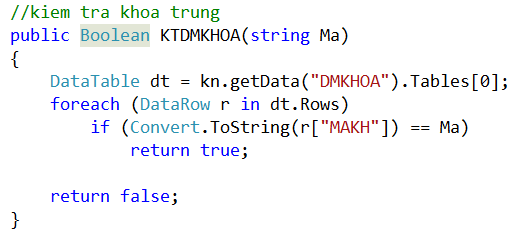 //kiem tra khoa trung
public Boolean KTDMKHOA(string Ma)
{
    DataTable dt = kn.getData("DMKHOA").Tables[0];
    foreach (DataRow r in dt.Rows)
        if (Convert.ToString(r["MAKH"]) == Ma)
            return true;

    return false;
}